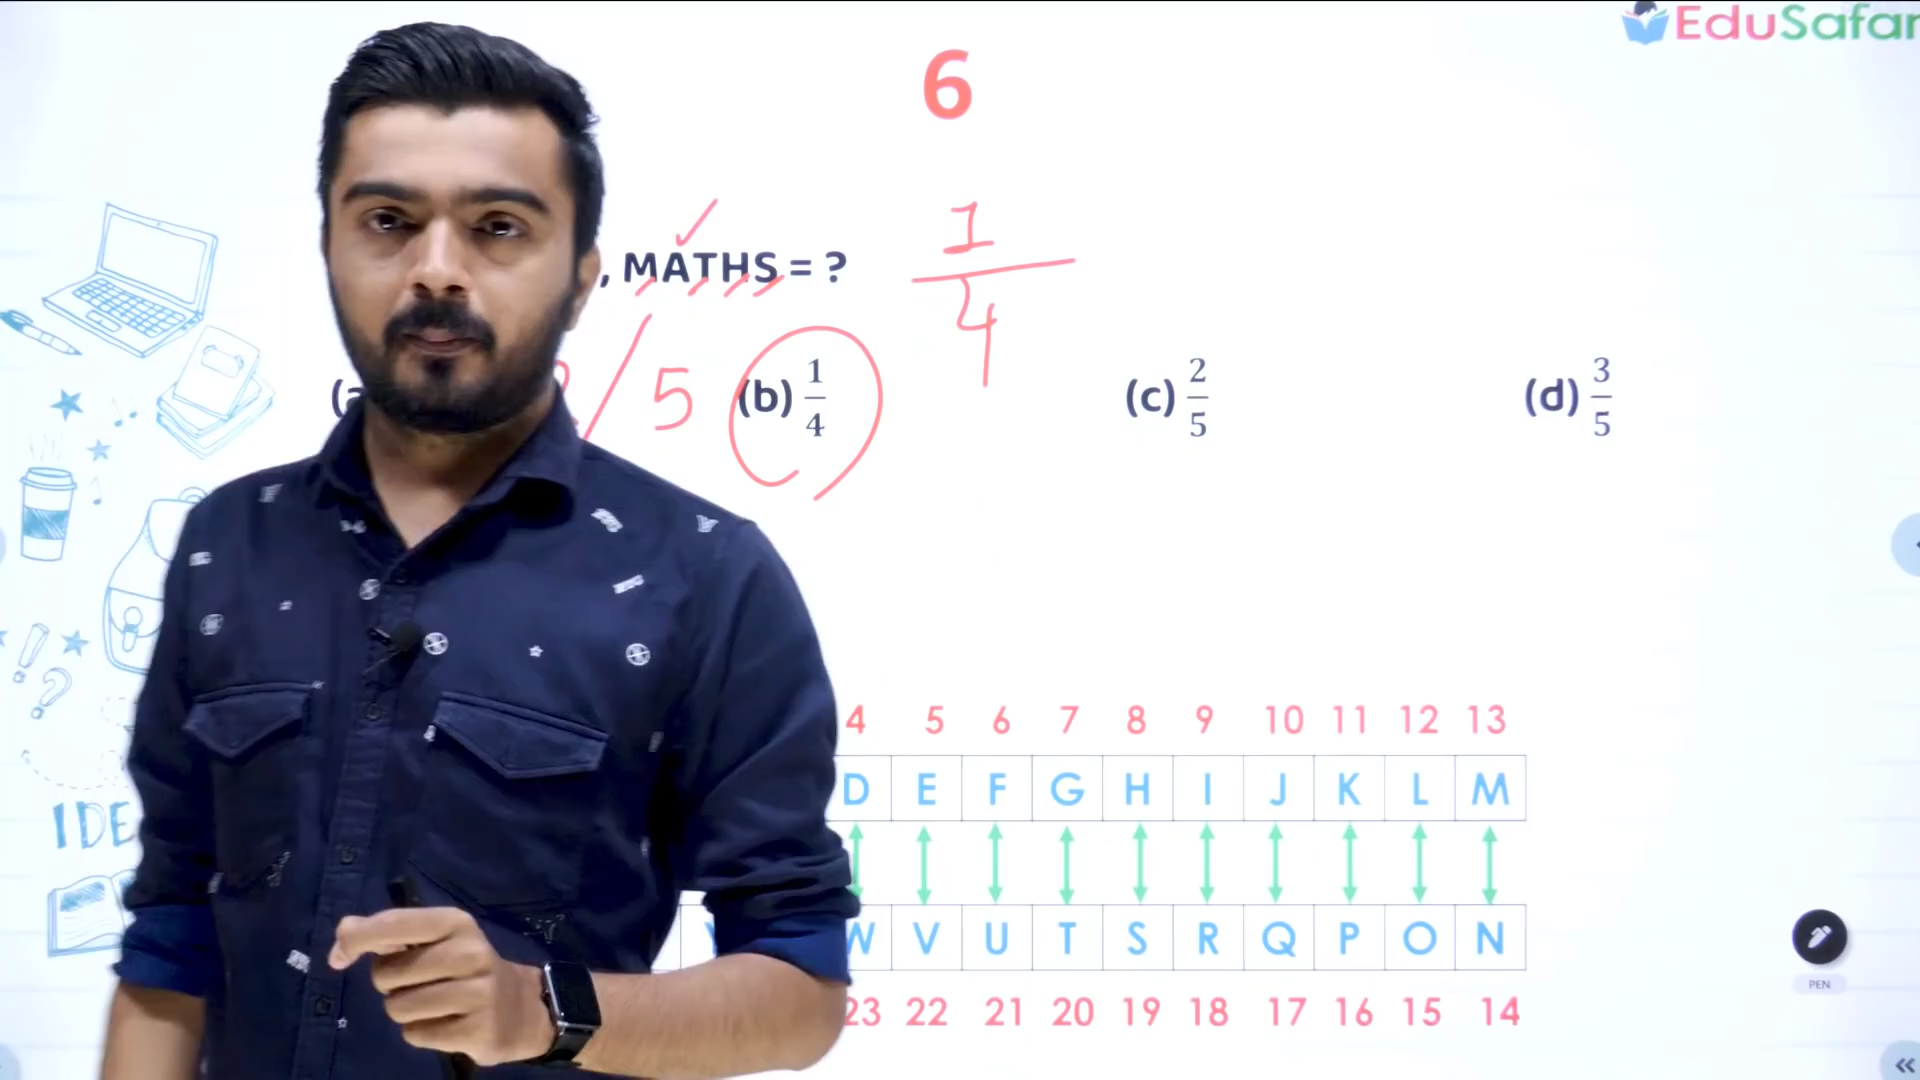 EduSafar
6
, MATHS = ?
1
4
(a
5
(b) 1/4
(c) 2/5
(d) 3/5
4 5 6 7 8 9 10 11 12 13
D E F G H I J K L M
Y W V U T S R Q P O N
23 22 21 20 19 18 17 16 15 14
IDE
PEN